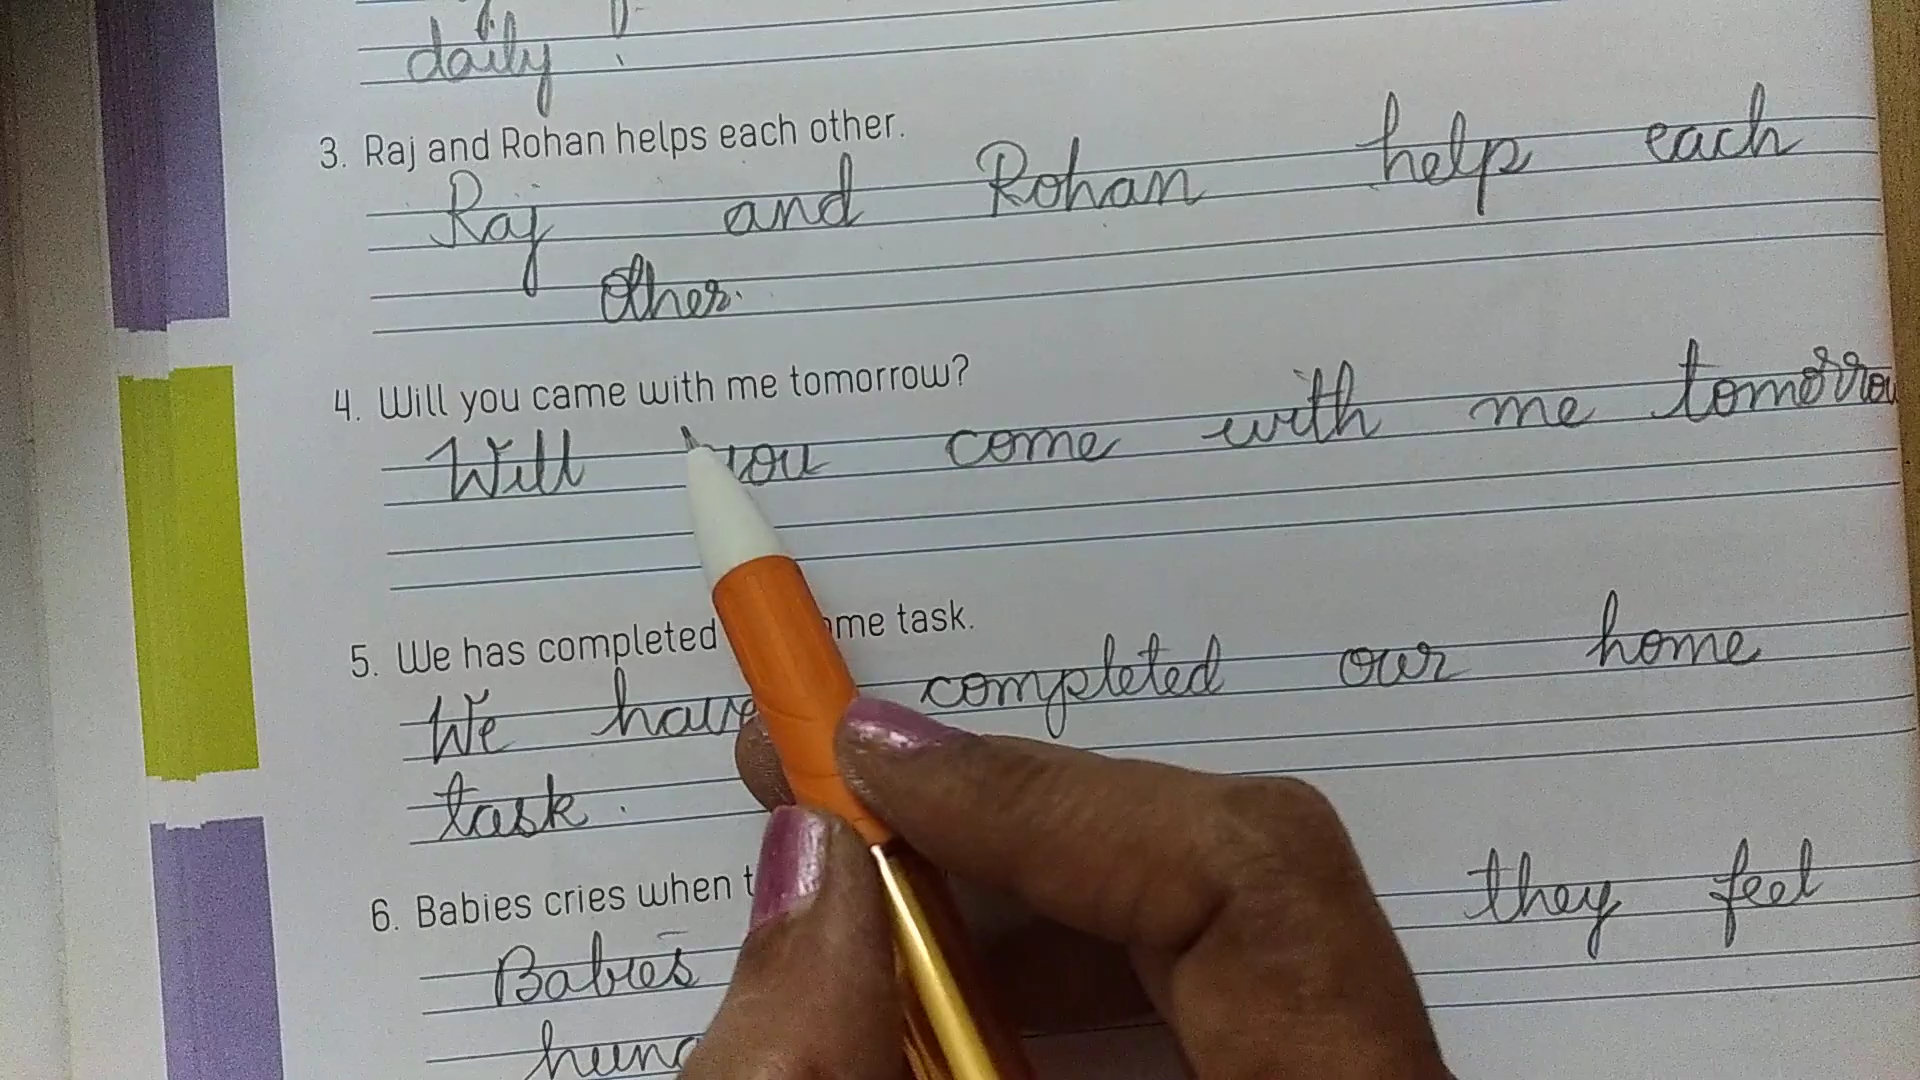 daily
3. Raj and Rohan helps each other.
Raj and Rohan help each
other.
4. Will you came with me tomorrow?
Will you come with me tomorrow
5. We has completed task.
We have completed our home
task.
6. Babies cries when
Babies they feel